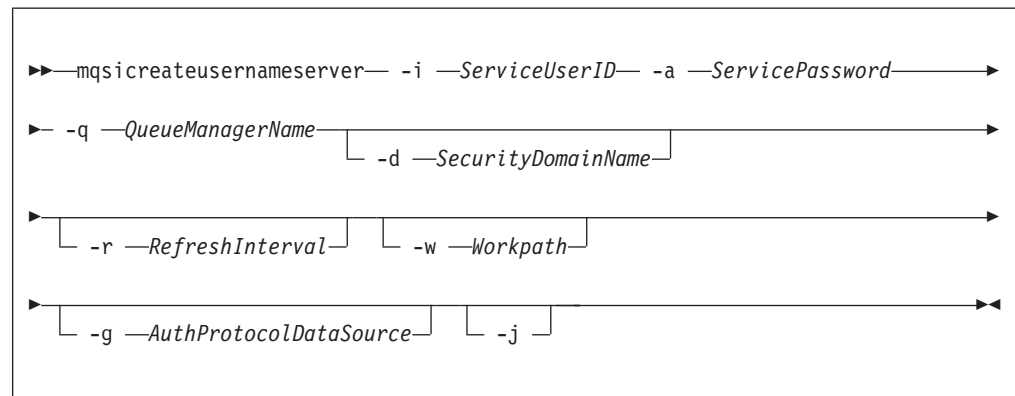 mqsicreateusernameserver -i ServiceUserID -a ServicePassword
-q QueueManagerName
-d SecurityDomainName
-r RefreshInterval -w Workpath
-g AuthProtocolDataSource -j